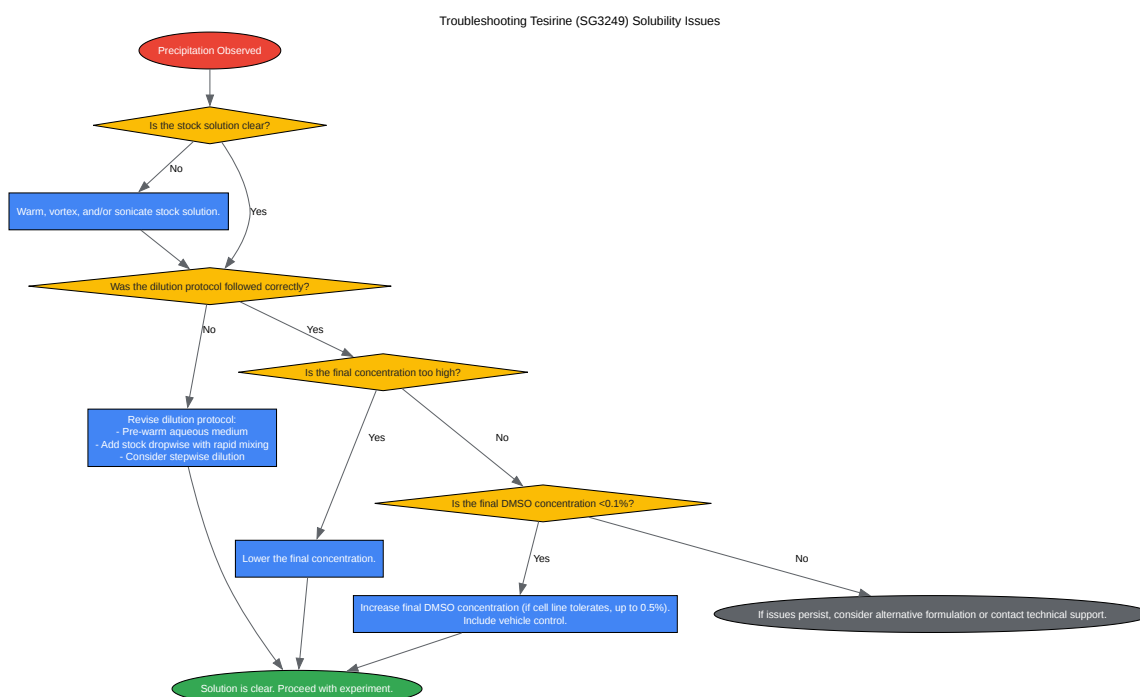 Troubleshooting Tesirine (SG3249) Solubility Issues
Precipitation Observed
Is the stock solution clear?
No
Warm, vortex, and/or sonicate stock solution.
Yes
Was the dilution protocol followed correctly?
No
Yes
Is the final concentration too high?
Revise dilution protocol:
- Pre-warm aqueous medium
- Add stock dropwise with rapid mixing
- Consider stepwise dilution
Yes
No
Is the final DMSO concentration <0.1%?
Lower the final concentration.
Yes
No
Increase final DMSO concentration (if cell line tolerates, up to 0.5%).
Include vehicle control.
If issues persist, consider alternative formulation or contact technical support.
Solution is clear. Proceed with experiment.